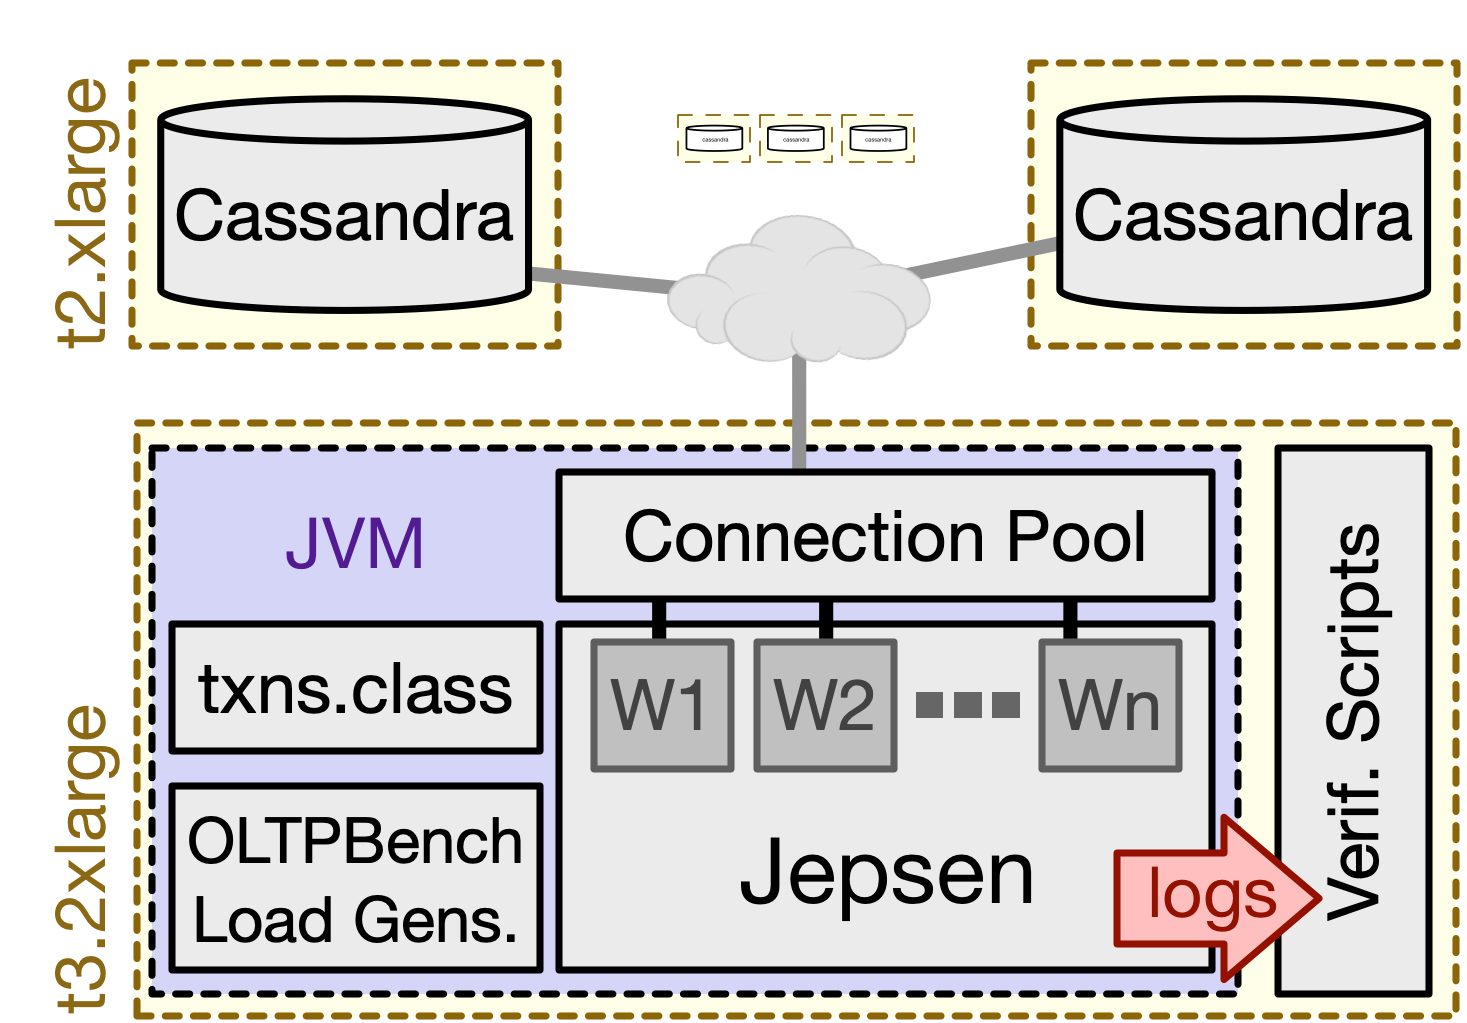 t2.xlarge
Cassandra
cassandra
cassandra
cassandra
Cassandra
t3.2xlarge
JVM
Connection Pool
txns.class
W1
W2
Wn
OLTPBench
Load Gens.
Jepsen
logs
Verif. Scripts